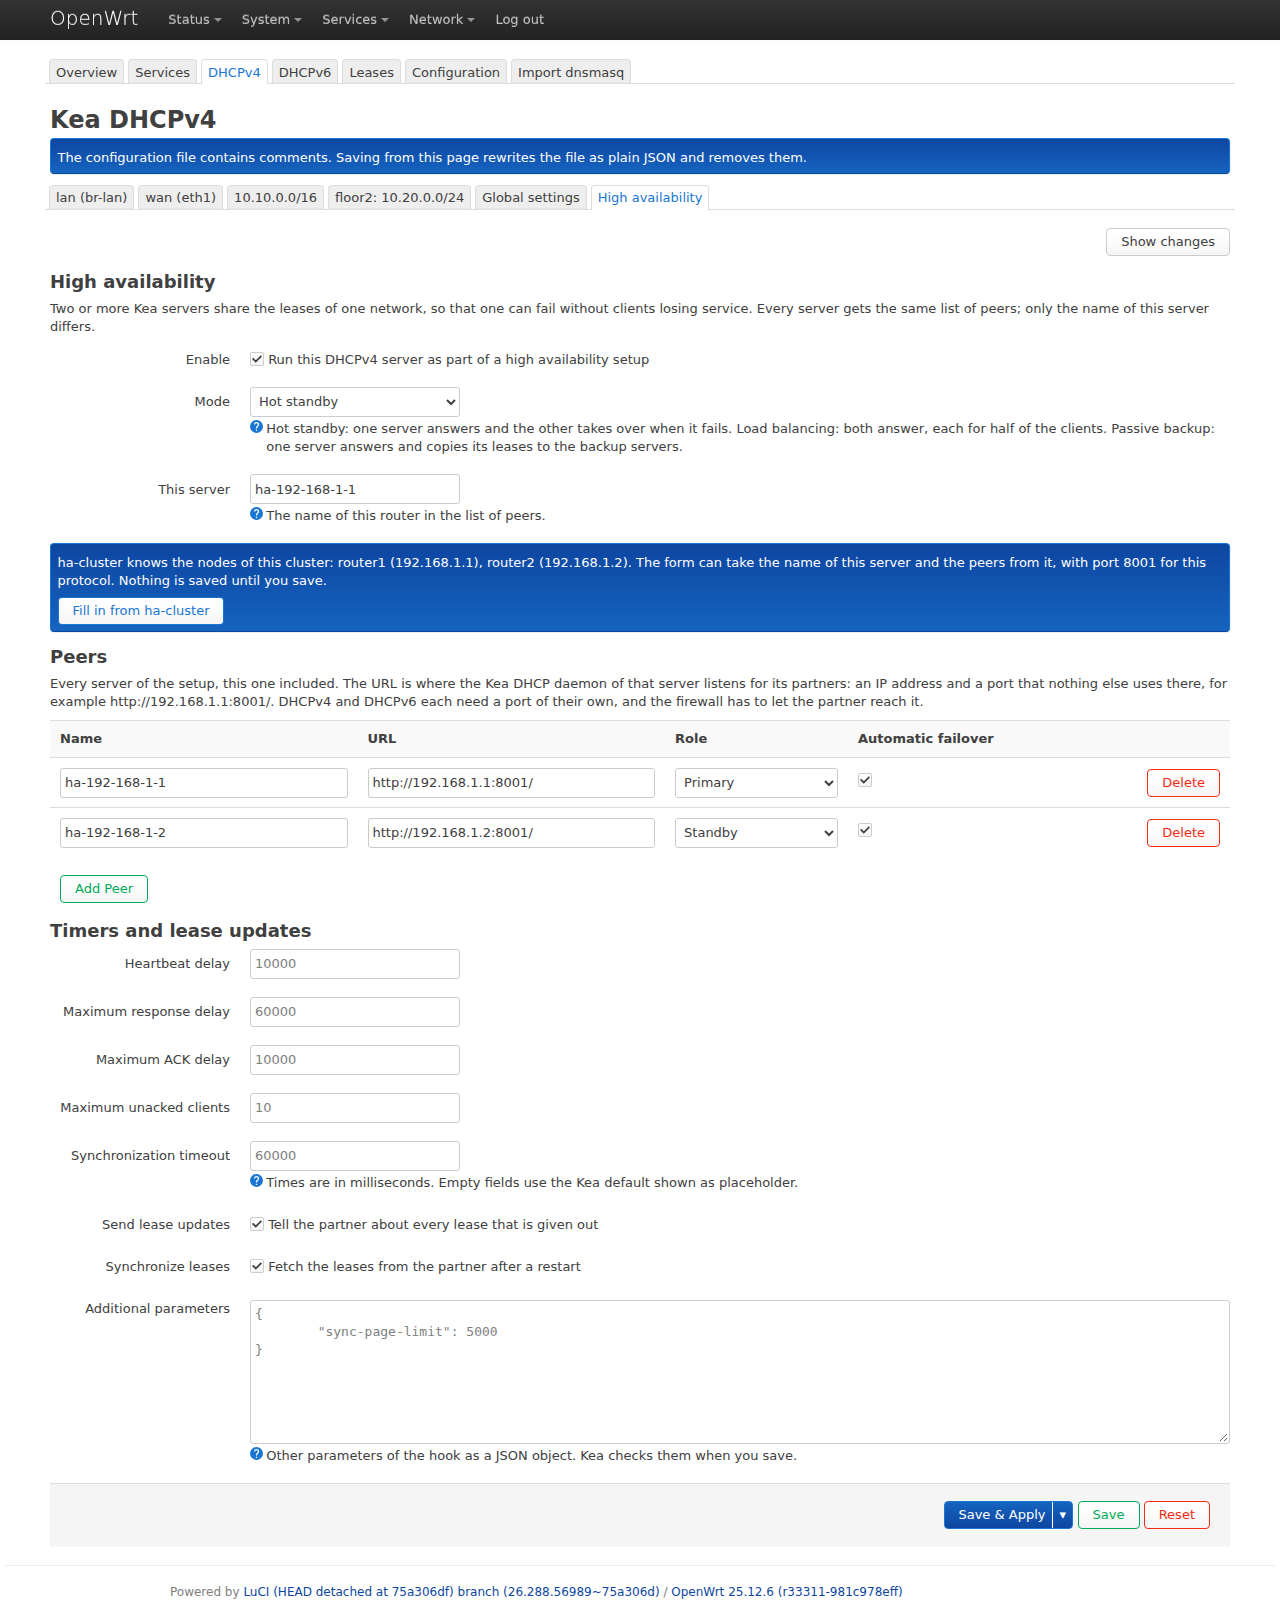 OpenWrt Status System Services Network Log out
Overview Services DHCPv4 DHCPv6 Leases Configuration Import dnsmasq
Kea DHCPv4
The configuration file contains comments. Saving from this page rewrites the file as plain JSON and removes them.
lan (br-lan) wan (eth1) 10.10.0.0/16 floor2: 10.20.0.0/24 Global settings High availability
Show changes
High availability
Two or more Kea servers share the leases of one network, so that one can fail without clients losing service. Every server gets the same list of peers; only the name of this server
differs.
Enable Run this DHCPv4 server as part of a high availability setup
Mode Hot standby
Hot standby: one server answers and the other takes over when it fails. Load balancing: both answer, each for half of the clients. Passive backup:
one server answers and copies its leases to the backup servers.
This server ha-192-168-1-1
The name of this router in the list of peers.
ha-cluster knows the nodes of this cluster: router1 (192.168.1.1), router2 (192.168.1.2). The form can take the name of this server and the peers from it, with port 8001 for this
protocol. Nothing is saved until you save.
Fill in from ha-cluster
Peers
Every server of the setup, this one included. The URL is where the Kea DHCP daemon of that server listens for its partners: an IP address and a port that nothing else uses there, for
example http://192.168.1.1:8001/. DHCPv4 and DHCPv6 each need a port of their own, and the firewall has to let the partner reach it.
Name URL Role Automatic failover
ha-192-168-1-1 http://192.168.1.1:8001/ Primary Delete
ha-192-168-1-2 http://192.168.1.2:8001/ Standby Delete
Add Peer
Timers and lease updates
Heartbeat delay 10000
Maximum response delay 60000
Maximum ACK delay 10000
Maximum unacked clients 10
Synchronization timeout 60000
Times are in milliseconds. Empty fields use the Kea default shown as placeholder.
Send lease updates Tell the partner about every lease that is given out
Synchronize leases Fetch the leases from the partner after a restart
Additional parameters {
"sync-page-limit": 5000
}
Other parameters of the hook as a JSON object. Kea checks them when you save.
Save & Apply ▾ Save Reset
Powered by LuCI (HEAD detached at 75a306df) branch (26.288.56989~75a306d) / OpenWrt 25.12.6 (r33311-981c978eff)